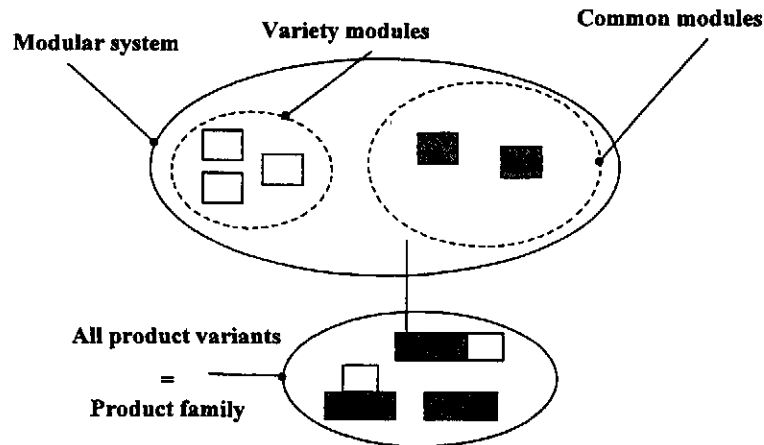 Common modules
Variety modules
Modular system
All product variants
=
Product family